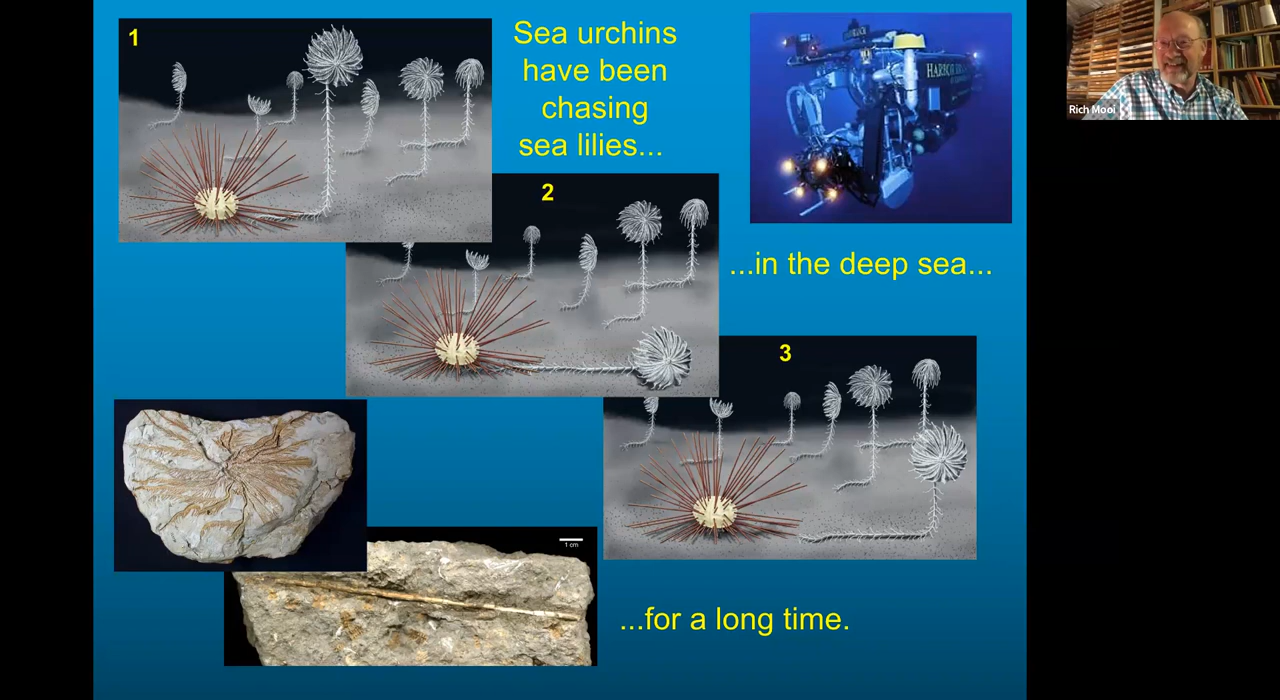 1
Sea urchins
have been
chasing
sea lilies...
Rich Mooi
2
...in the deep sea...
3
1 cm
...for a long time.